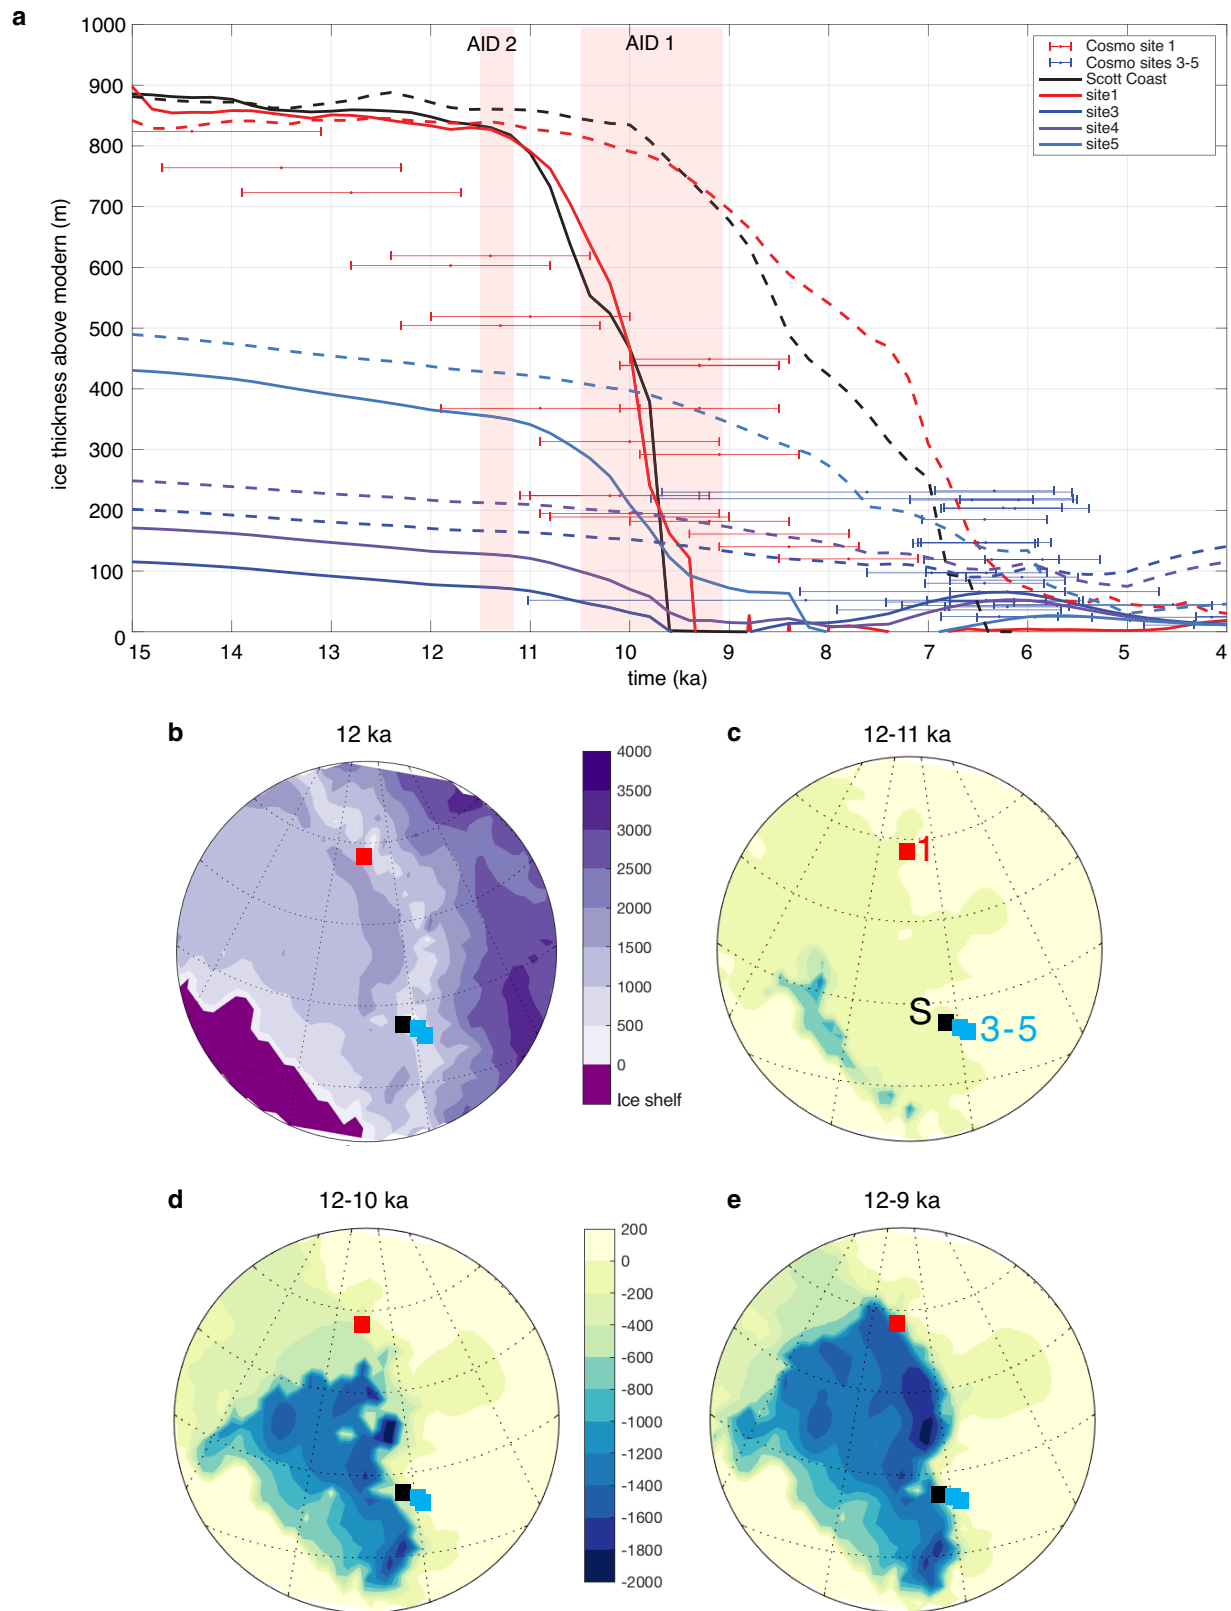 a
1000
900
800
700
600
500
400
300
200
100
0
ice thickness above modern (m)
AID 2
AID 1
Cosmo site 1
Cosmo sites 3-5
Scott Coast
site1
site3
site4
site5
15 14 13 12 11 10 9 8 7 6 5 4
time (ka)
b
12 ka
4000
3500
3000
2500
2000
1500
1000
500
0
Ice shelf
c
12-11 ka
1
S
3-5
d
12-10 ka
200
0
-200
-400
-600
-800
-1000
-1200
-1400
-1600
-1800
-2000
e
12-9 ka